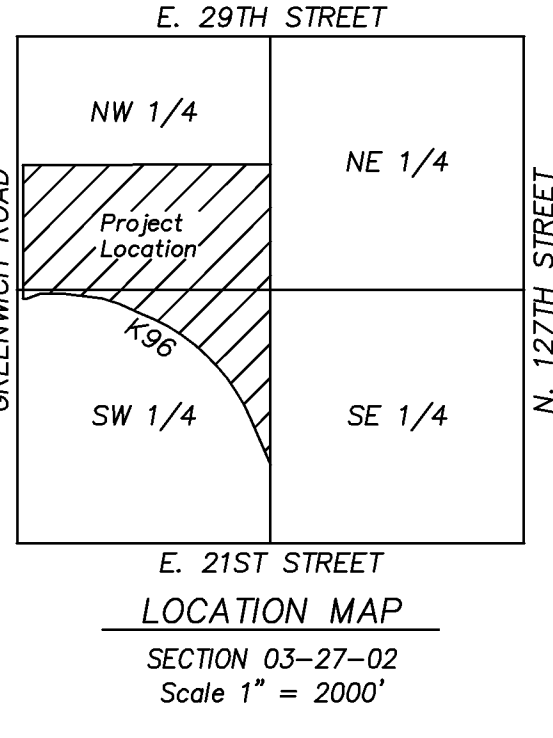 E. 29TH STREET
NW 1/4
NE 1/4
GREENWICH ROAD
N. 127TH STREET
Project
Location
K96
SW 1/4
SE 1/4
E. 21ST STREET
LOCATION MAP
SECTION 03-27-02
Scale 1" = 2000'